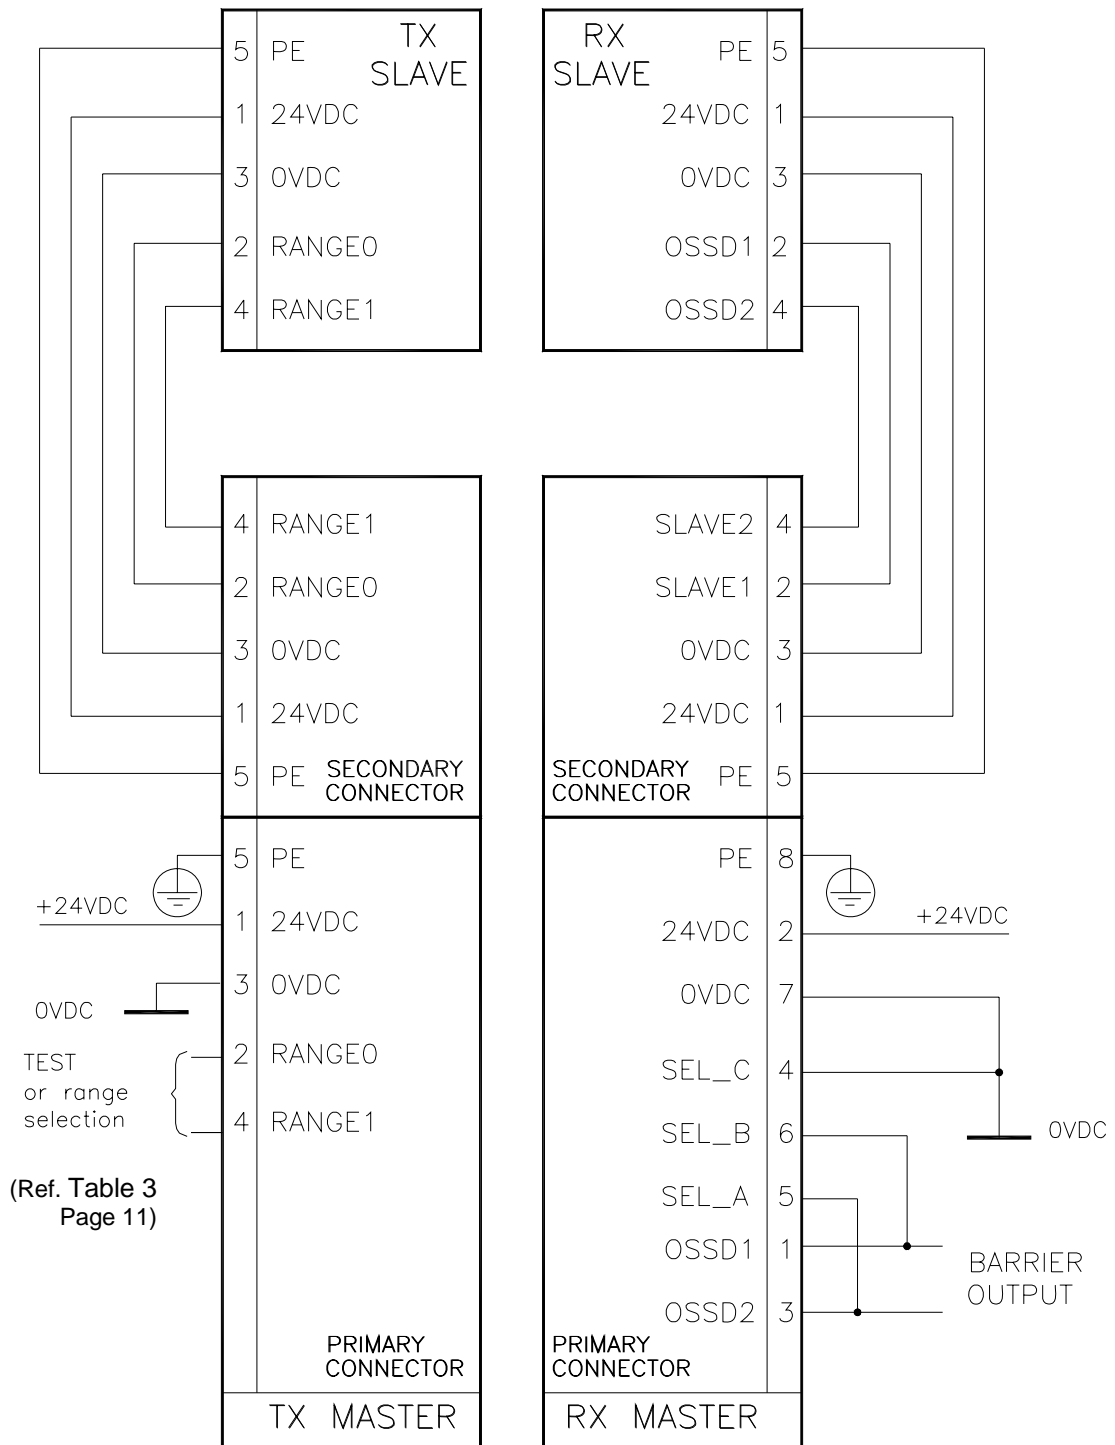 TX
SLAVE
5 PE
1 24VDC
3 0VDC
2 RANGE0
4 RANGE1
RX
SLAVE
PE 5
24VDC 1
0VDC 3
OSSD1 2
OSSD2 4
4 RANGE1
2 RANGE0
3 0VDC
1 24VDC
5 PE
SECONDARY
CONNECTOR
SLAVE2 4
SLAVE1 2
0VDC 3
24VDC 1
PE 5
SECONDARY
CONNECTOR
5 PE
+24VDC
1 24VDC
3 0VDC
0VDC
2 RANGE0
TEST
or range
selection
4 RANGE1
(Ref. Table 3
Page 11)
PRIMARY
CONNECTOR
TX MASTER
PE 8
+24VDC
24VDC 2
0VDC 7
SEL_C 4
SEL_B 6
0VDC
SEL_A 5
OSSD1 1
BARRIER
OUTPUT
OSSD2 3
PRIMARY
CONNECTOR
RX MASTER